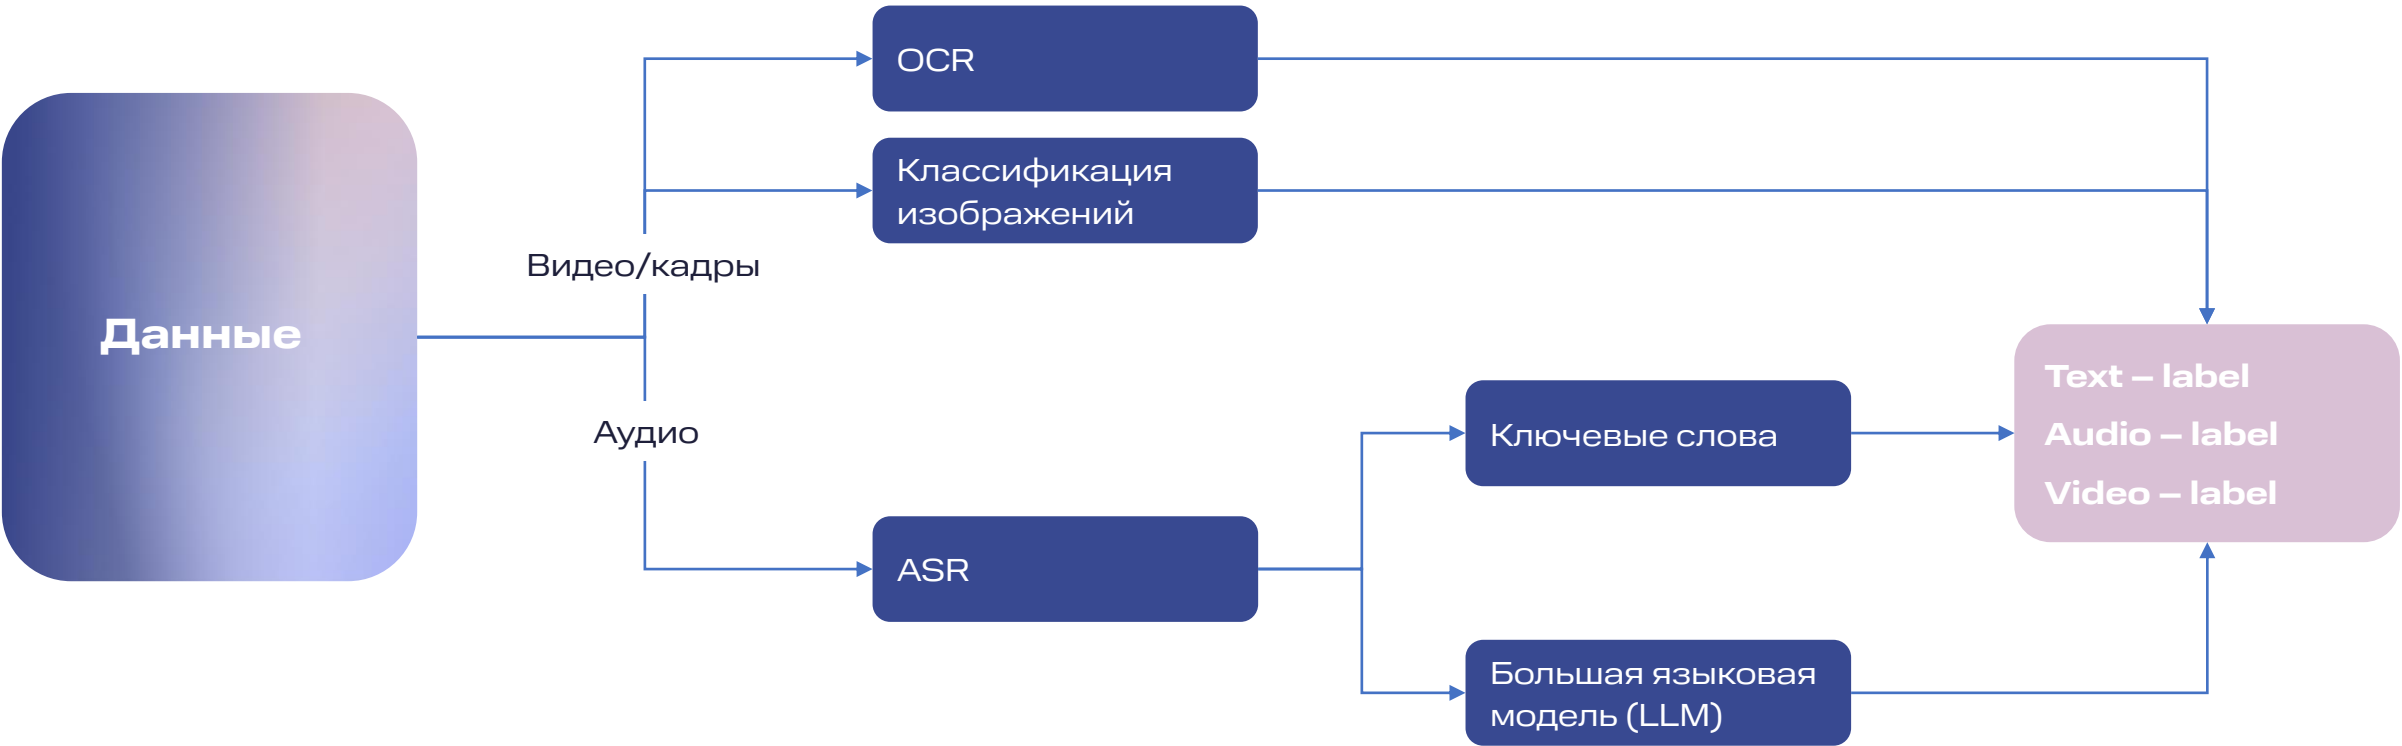 OCR
Классификация
изображений
Видео/кадры
Данные
Аудио
ASR
Ключевые слова
Большая языковая
модель (LLM)
Text – label
Audio – label
Video – label